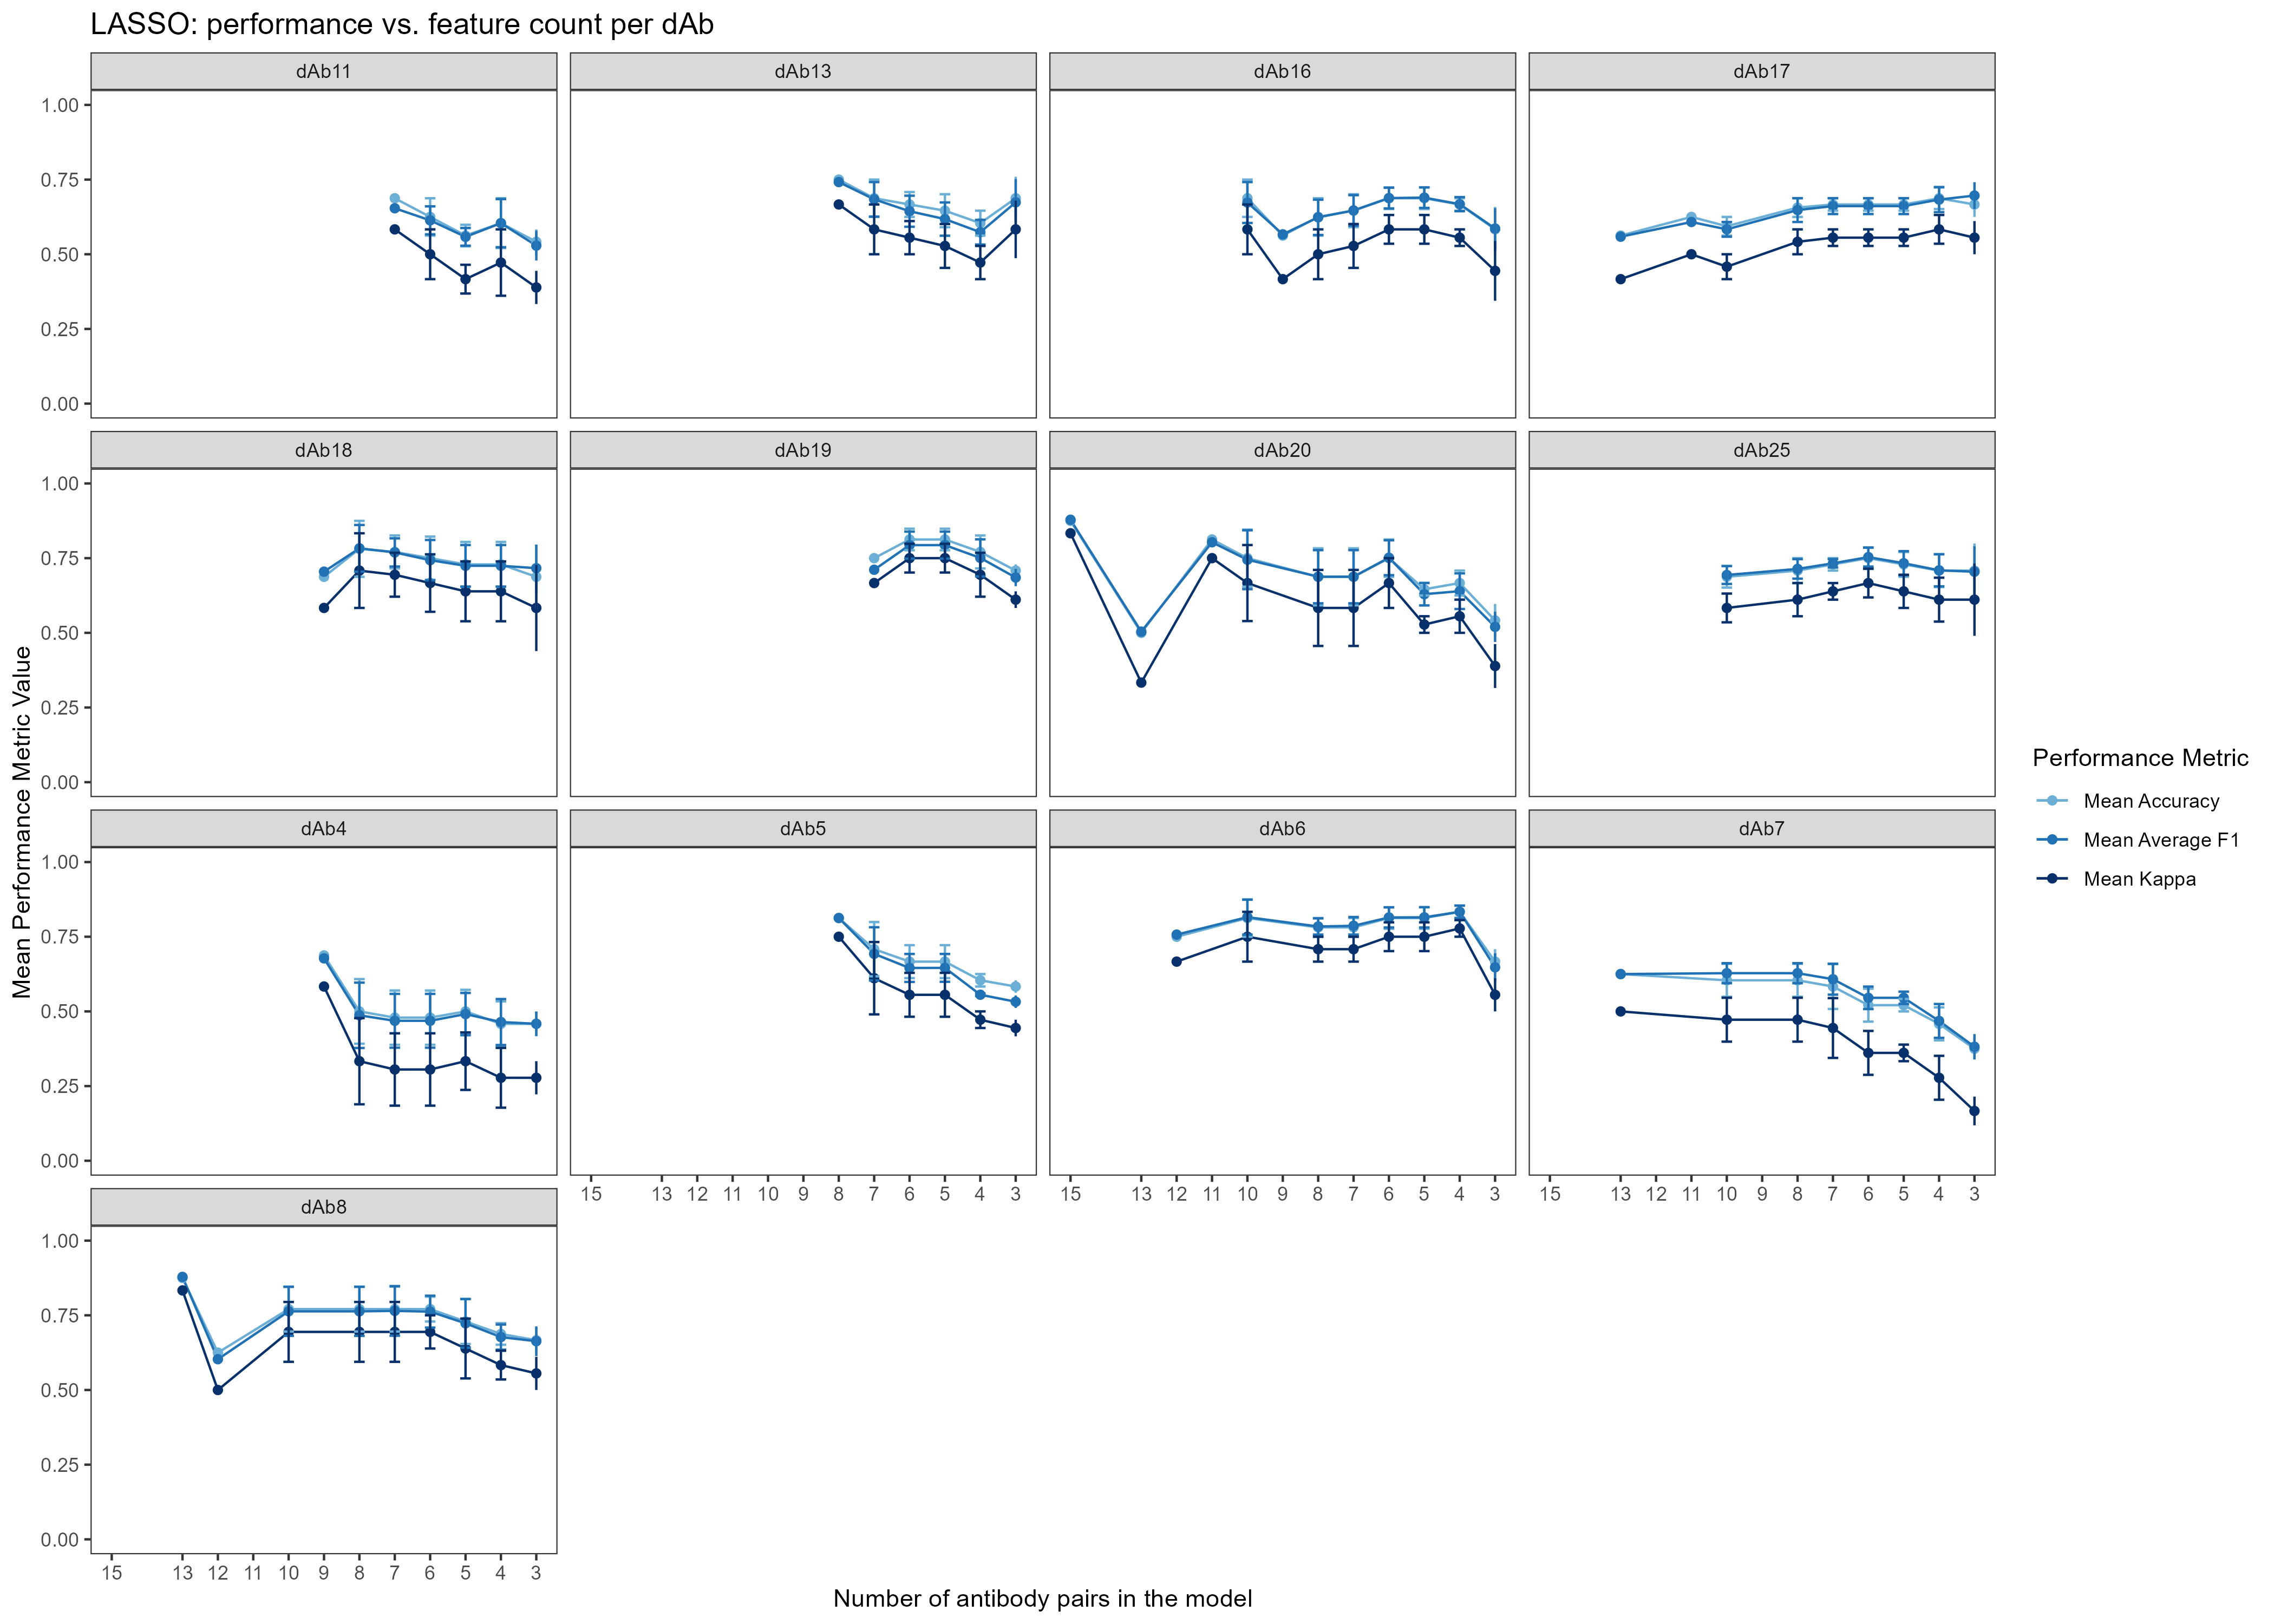 LASSO: performance vs. feature count per dAb
dAb11 dAb13 dAb16 dAb17
1.00
0.75
0.50
0.25
0.00
dAb18 dAb19 dAb20 dAb25
1.00
0.75
0.50
0.25
0.00
dAb4 dAb5 dAb6 dAb7
1.00
0.75
0.50
0.25
0.00
15 13 12 11 10 9 8 7 6 5 4 3
15 13 12 11 10 9 8 7 6 5 4 3
15 13 12 11 10 9 8 7 6 5 4 3
dAb8
1.00
0.75
0.50
0.25
0.00
15 13 12 11 10 9 8 7 6 5 4 3
Number of antibody pairs in the model
Mean Performance Metric Value
Performance Metric
Mean Accuracy
Mean Average F1
Mean Kappa